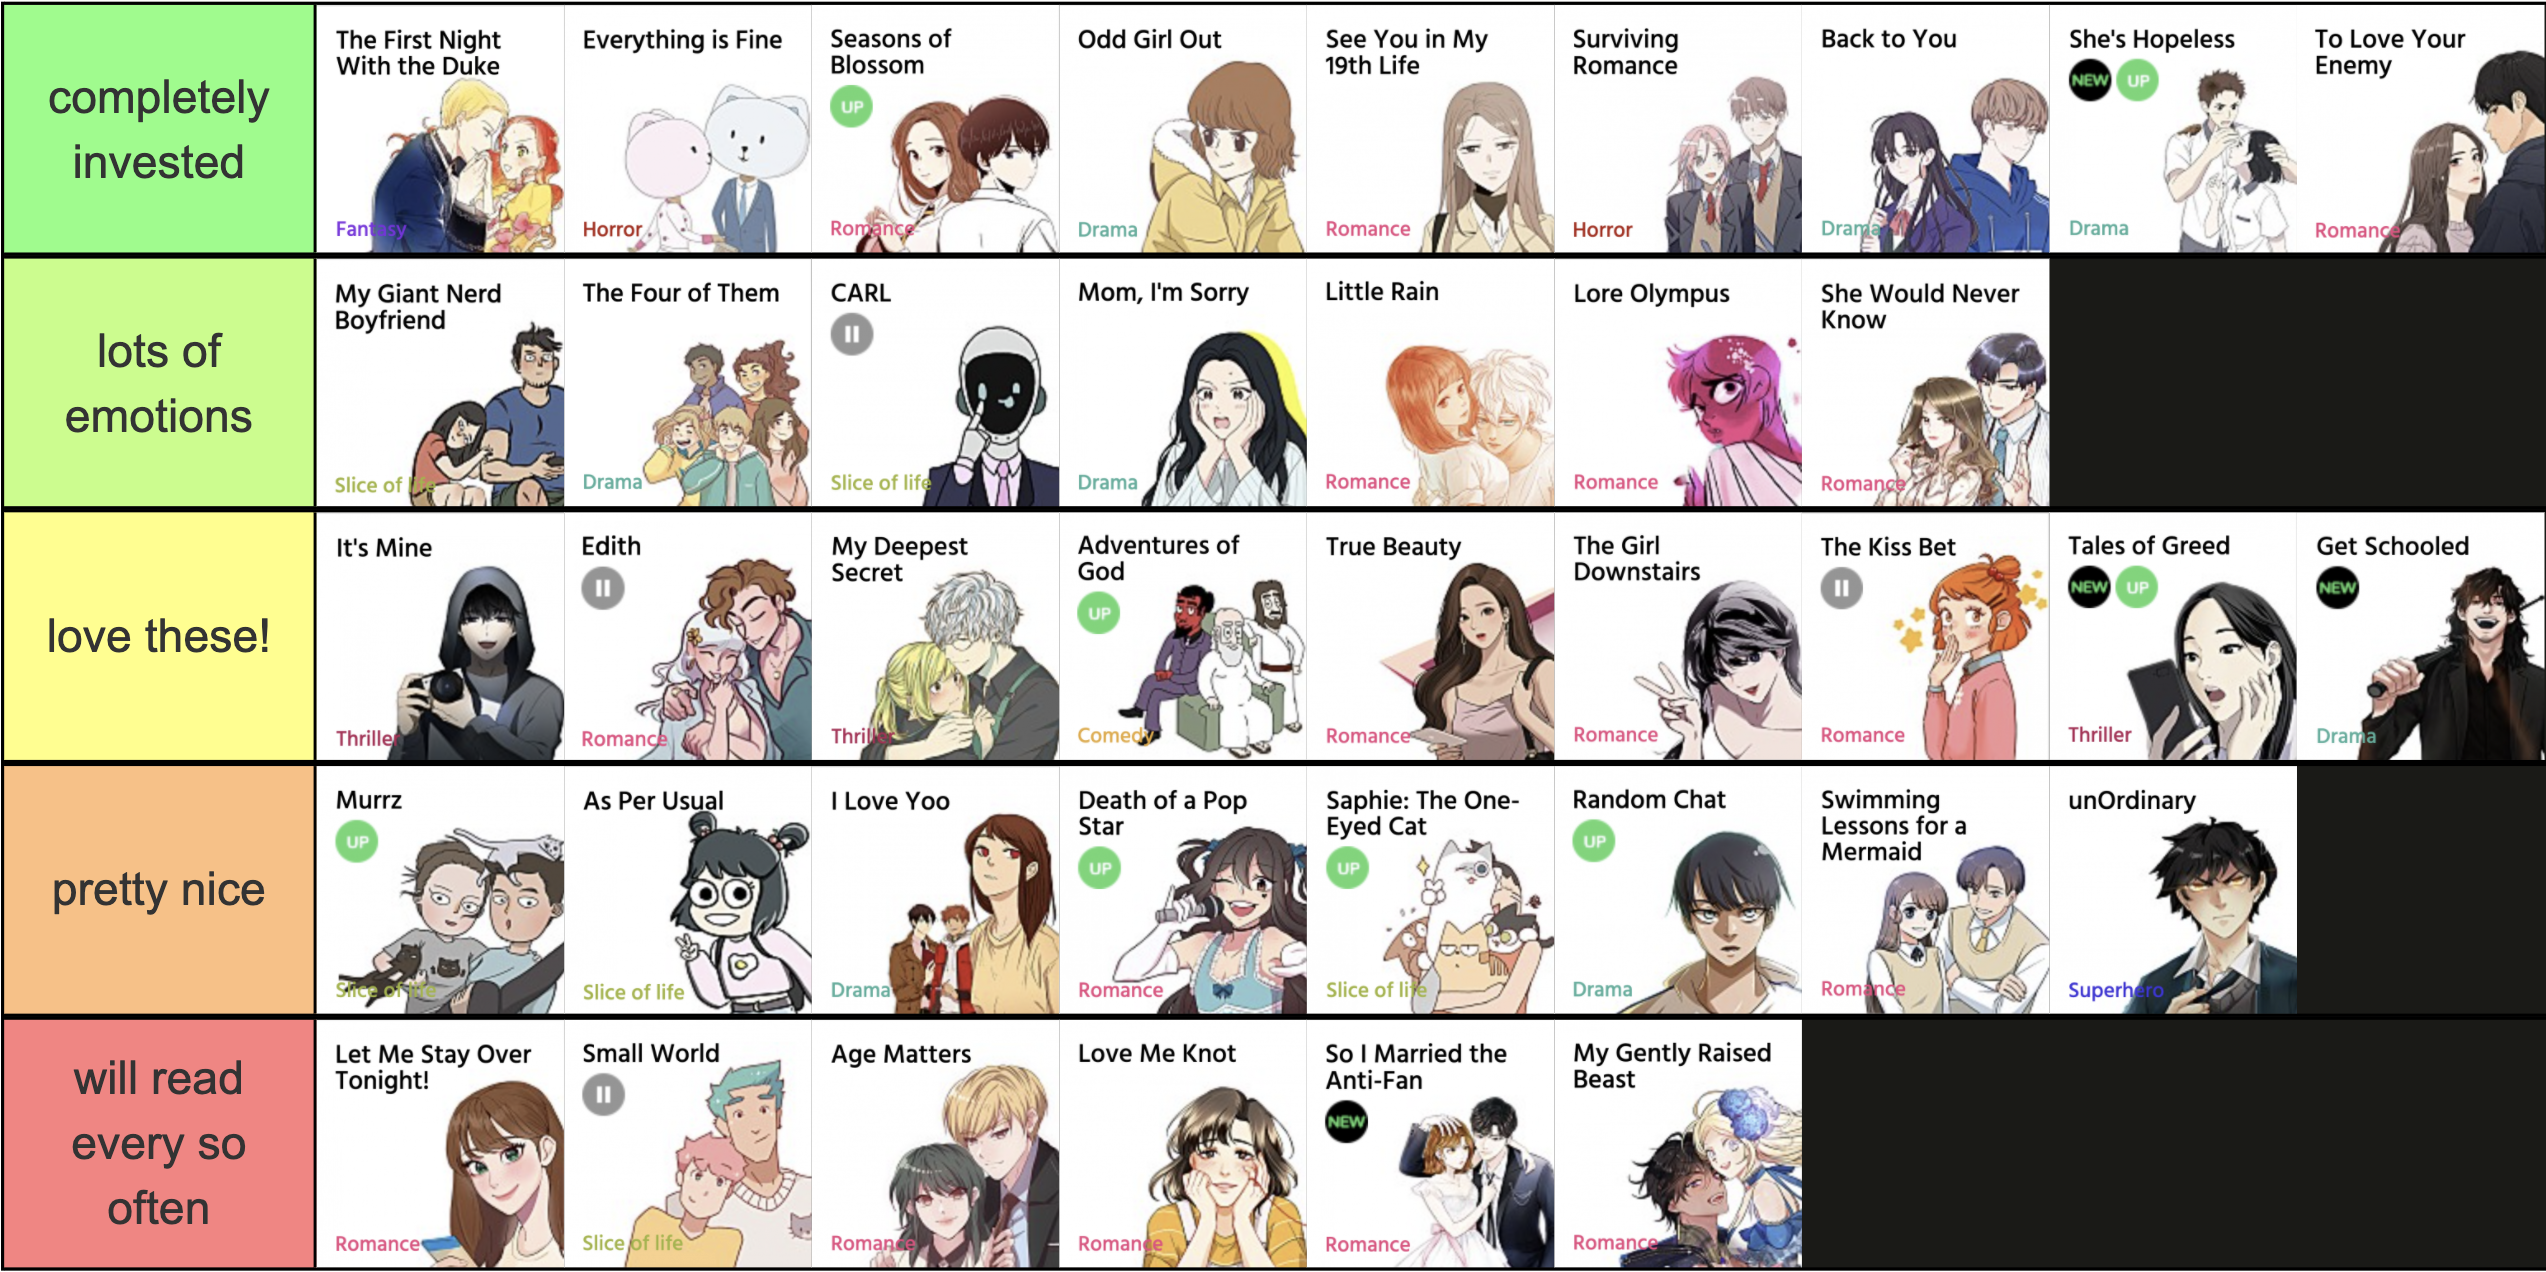 completely
invested
The First Night
With the Duke
Fantasy
Everything is Fine
Horror
Seasons of
Blossom
UP
Romance
Odd Girl Out
Drama
See You in My
19th Life
Romance
Surviving
Romance
Horror
Back to You
Drama
She's Hopeless
NEW UP
Drama
To Love Your
Enemy
Romance
lots of
emotions
My Giant Nerd
Boyfriend
Slice of life
The Four of Them
Drama
CARL
Slice of life
Mom, I'm Sorry
Drama
Little Rain
Romance
Lore Olympus
Romance
She Would Never
Know
Romance
love these!
It's Mine
Thriller
Edith
Romance
My Deepest
Secret
Thriller
Adventures of
God
UP
Comedy
True Beauty
Romance
The Girl
Downstairs
Romance
The Kiss Bet
Romance
Tales of Greed
NEW UP
Thriller
Get Schooled
NEW
Drama
pretty nice
Murrz
UP
Slice of life
As Per Usual
Slice of life
I Love Yoo
Drama
Death of a Pop
Star
UP
Romance
Saphie: The One-
Eyed Cat
UP
Slice of life
Random Chat
UP
Drama
Swimming
Lessons for a
Mermaid
Romance
unOrdinary
Superhero
will read
every so
often
Let Me Stay Over
Tonight!
Romance
Small World
Slice of life
Age Matters
Romance
Love Me Knot
Romance
So I Married the
Anti-Fan
NEW
Romance
My Gently Raised
Beast
Romance